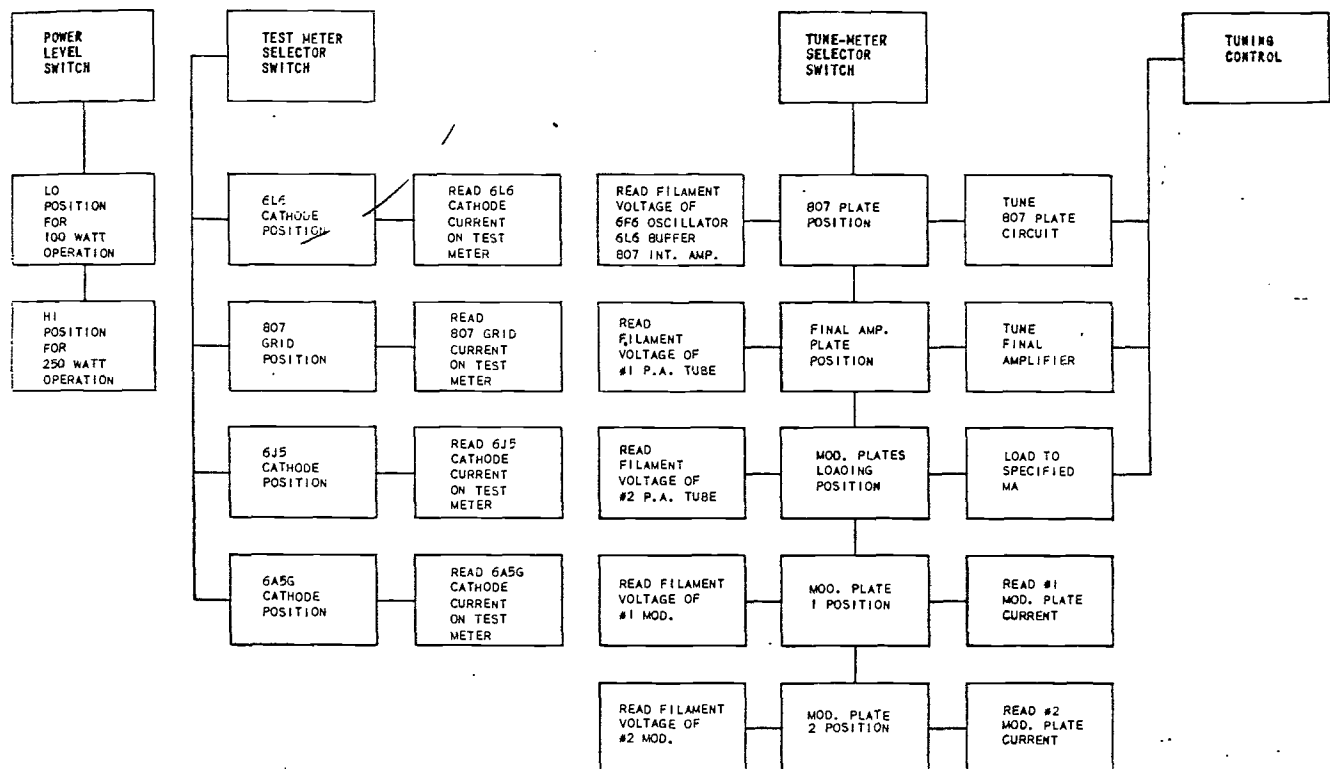 POWER
LEVEL
SWITCH
TEST METER
SELECTOR
SWITCH
TUNE-METER
SELECTOR
SWITCH
TUNING
CONTROL
LO
POSITION
FOR
100 WATT
OPERATION
6L6
CATHODE
POSITION
READ 6L6
CATHODE
CURRENT
ON TEST
METER
READ FILAMENT
VOLTAGE OF
6F6 OSCILLATOR
6L6 BUFFER
807 INT. AMP.
807 PLATE
POSITION
TUNE
807 PLATE
CIRCUIT
HI
POSITION
FOR
250 WATT
OPERATION
807
GRID
POSITION
READ
807 GRID
CURRENT
ON TEST
METER
READ
FILAMENT
VOLTAGE OF
#1 P.A. TUBE
FINAL AMP.
PLATE
POSITION
TUNE
FINAL
AMPLIFIER
6J5
CATHODE
POSITION
READ 6J5
CATHODE
CURRENT
ON TEST
METER
READ
FILAMENT
VOLTAGE OF
#2 P.A. TUBE
MOD. PLATES
LOADING
POSITION
LOAD TO
SPECIFIED
MA
6A5G
CATHODE
POSITION
READ 6A5G
CATHODE
CURRENT
ON TEST
METER
READ FILAMENT
VOLTAGE OF
#1 MOD.
MOD. PLATE
1 POSITION
READ #1
MOD. PLATE
CURRENT
READ FILAMENT
VOLTAGE OF
#2 MOD.
MOD. PLATE
2 POSITION
READ #2
MOD. PLATE
CURRENT